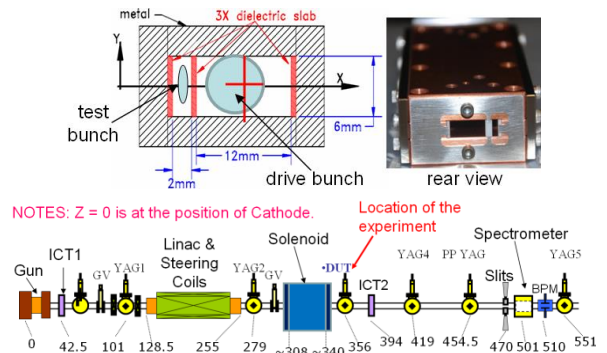 metal
3X dielectric slab
Y
X
test
bunch
12mm
2mm
6mm
drive bunch
rear view
NOTES: Z = 0 is at the position of Cathode.
Location of the
experiment
Gun
ICT1
GV
YAG1
Linac &
Steering
Coils
YAG2
GV
Solenoid
•DUT
ICT2
YAG4
PP YAG
Spectrometer
Slits
BPM
YAG5
0
42.5
101
128.5
255
279
~308
~340
356
394
419
454.5
470
501
510
551